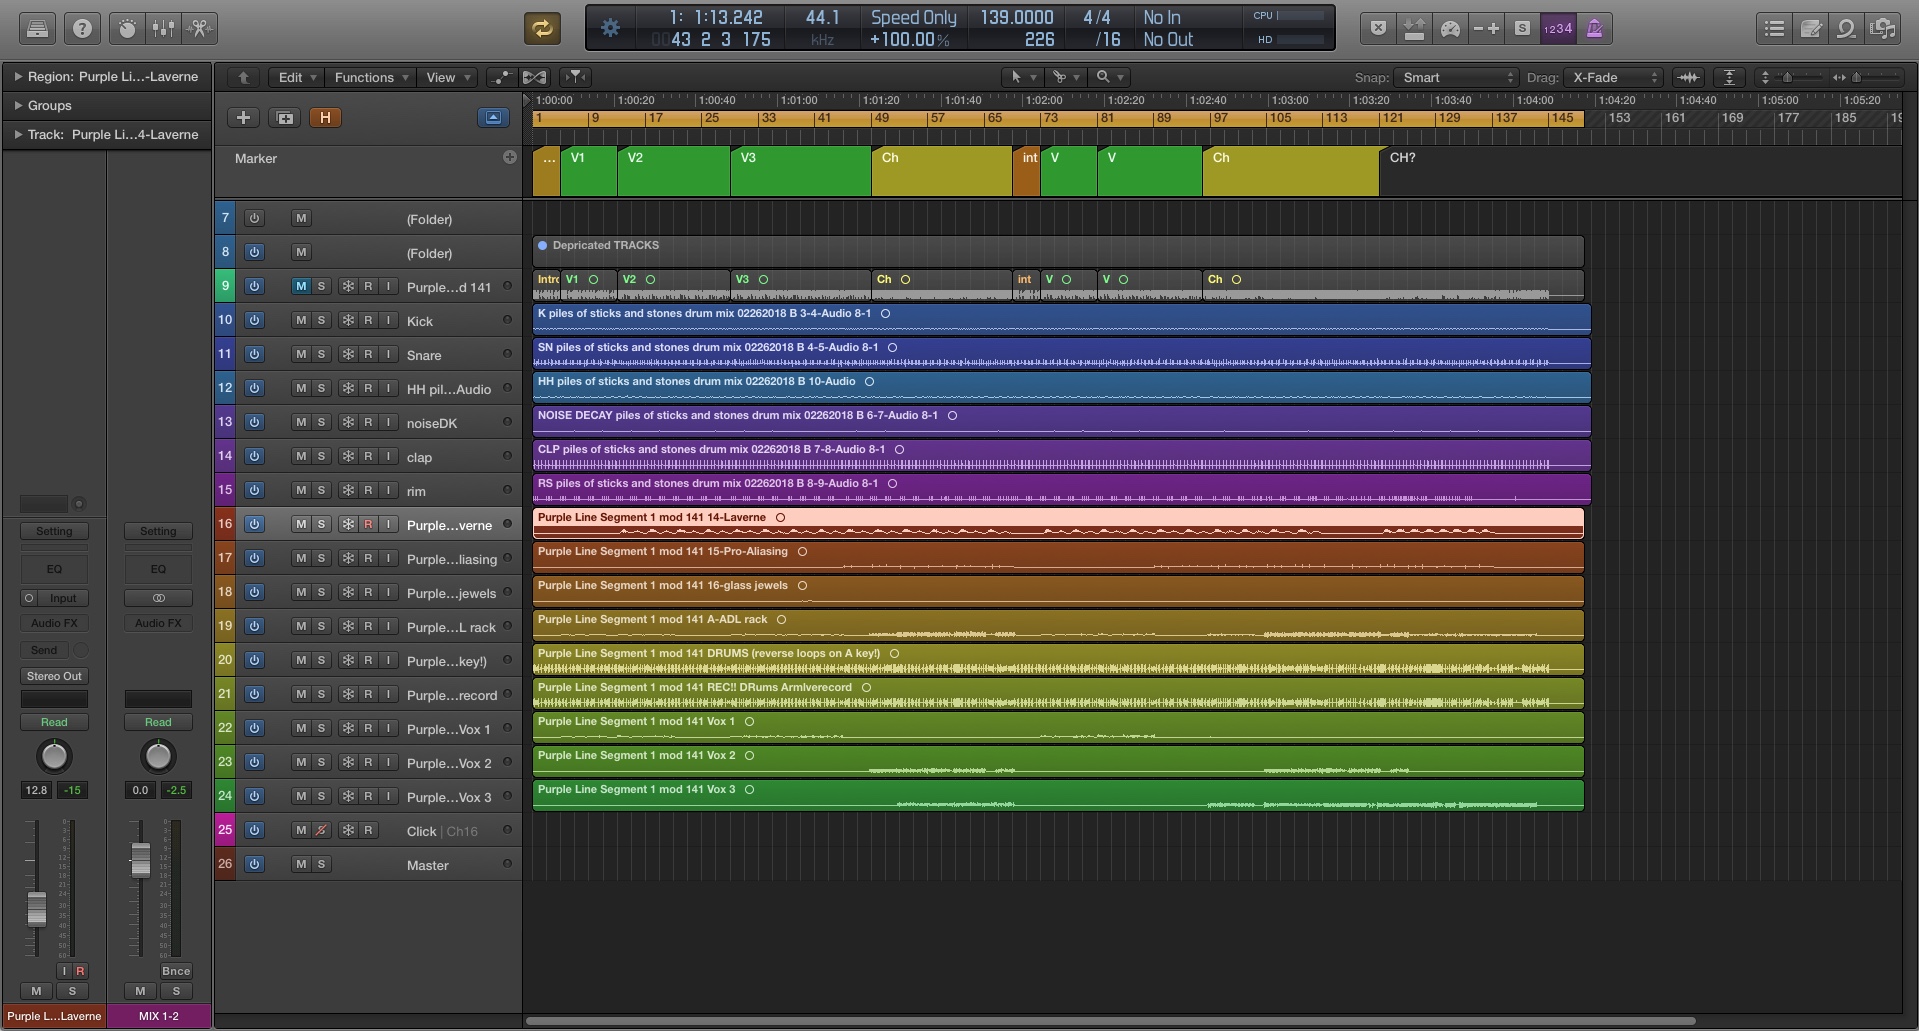 1: 1:13.242 44.1 Speed Only 139.0000 4/4 No In CPU
0043 2 3 175 kHz +100.00% 226 /16 No Out HD
S 1234
Region: Purple Li...-Laverne
Groups
Track: Purple Li...4-Laverne
Edit Functions View Snap: Smart Drag: X-Fade
H
1:00:00 1:00:20 1:00:40 1:01:00 1:01:20 1:01:40 1:02:00 1:02:20 1:02:40 1:03:00 1:03:20 1:03:40 1:04:00 1:04:20 1:04:40 1:05:00 1:05:20
1 9 17 25 33 41 49 57 65 73 81 89 97 105 113 121 129 137 145 153 161 169 177 185 19
Marker ... V1 V2 V3 Ch int V V Ch CH?
7 M (Folder)
8 M (Folder) Depricated TRACKS
9 M S R I Purple...d 141 Intro V1 V2 V3 Ch int V V Ch
10 M S R I Kick K piles of sticks and stones drum mix 02262018 B 3-4-Audio 8-1
11 M S R I Snare SN piles of sticks and stones drum mix 02262018 B 4-5-Audio 8-1
12 M S R I HH pil...Audio HH piles of sticks and stones drum mix 02262018 B 10-Audio
13 M S R I noiseDK NOISE DECAY piles of sticks and stones drum mix 02262018 B 6-7-Audio 8-1
14 M S R I clap CLP piles of sticks and stones drum mix 02262018 B 7-8-Audio 8-1
15 M S R I rim RS piles of sticks and stones drum mix 02262018 B 8-9-Audio 8-1
16 M S R I Purple...verne Purple Line Segment 1 mod 141 14-Laverne
17 M S R I Purple...liasing Purple Line Segment 1 mod 141 15-Pro-Aliasing
18 M S R I Purple...jewels Purple Line Segment 1 mod 141 16-glass jewels
19 M S R I Purple...L rack Purple Line Segment 1 mod 141 A-ADL rack
20 M S R I Purple...key!) Purple Line Segment 1 mod 141 DRUMS (reverse loops on A key!)
21 M S R I Purple...record Purple Line Segment 1 mod 141 REC!! DRums ArmIverecord
22 M S R I Purple...Vox 1 Purple Line Segment 1 mod 141 Vox 1
23 M S R I Purple...Vox 2 Purple Line Segment 1 mod 141 Vox 2
24 M S R I Purple...Vox 3 Purple Line Segment 1 mod 141 Vox 3
25 M S R Click | Ch16
26 M S Master
Setting Setting
EQ EQ
Input
Audio FX Audio FX
Send
Stereo Out
Read Read
12.8 -15 0.0 -2.5
I R Bnce
M S M S
Purple L...Laverne MIX 1-2